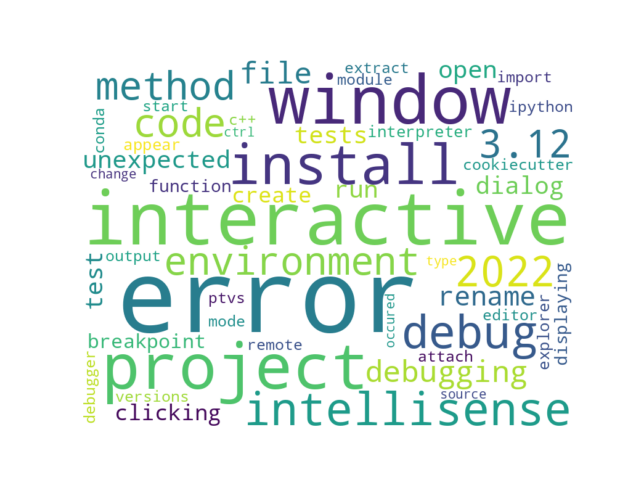 extract
file
open
module
import
method
window
start
ipython
code
c++
conda
ctrl
tests
interpreter
3.12
appear
unexpected
install
cookiecutter
change
function
create
run
dialog
interactive
environment
output
type
2022
test
error
ptvs
rename
displaying
explorer
occured
mode
debug
editor
breakpoint
remote
project
attach
debugging
debugger
versions
source
clicking
intellisense